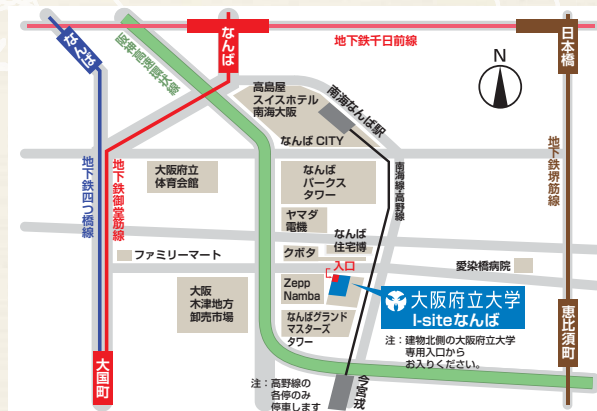 なんば
なんば
地下鉄千日前線
日本橋
阪神高速環状線
高島屋
スイスホテル
南海大阪
南海なんば駅
N
なんば CITY
地下鉄四つ橋線
地下鉄御堂筋線
大阪府立
体育会館
なんば
パークス
タワー
南海線・高野線
地下鉄堺筋線
ヤマダ
電機
なんば
住宅博
ファミリーマート
クボタ
入口
愛染橋病院
大阪
木津地方
卸売市場
Zepp
Namba
大阪府立大学
I-siteなんば
なんばグランド
マスターズ
タワー
注：建物北側の大阪府立大学
専用入口から
お入りください。
恵比須町
大国町
注：高野線の
各停のみ
停車します
今宮戎